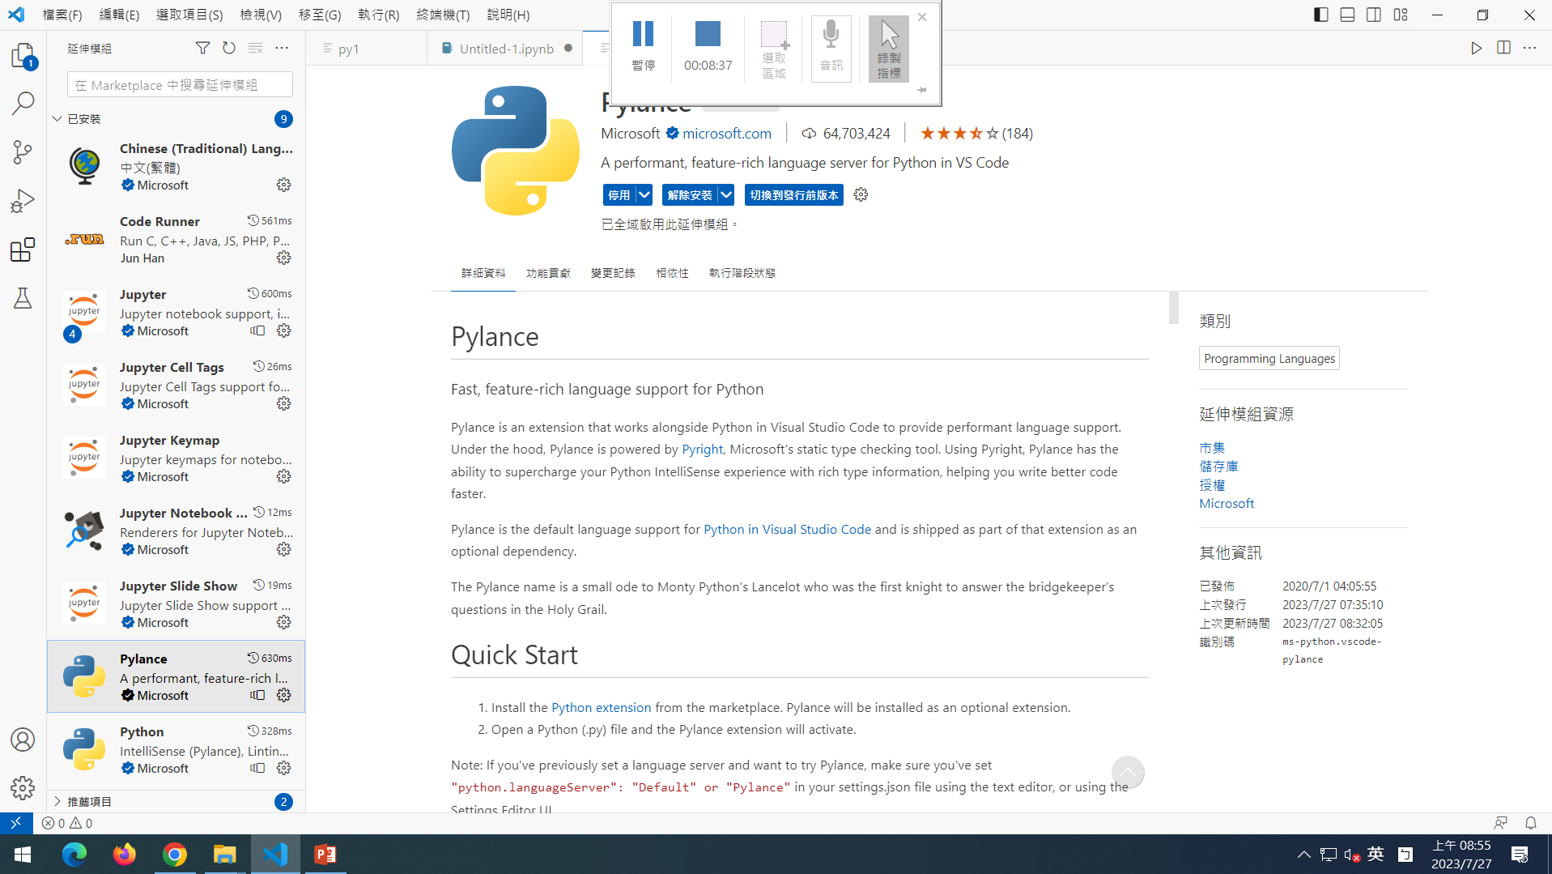 檔案(F) 編輯(E) 選取項目(S) 檢視(V) 移至(G) 執行(R) 終端機(T) 說明(H)
暫停
00:08:37
選取
區域
音訊
錄製
指標
延伸模組
py1
Untitled-1.ipynb
1
在 Marketplace 中搜尋延伸模組
已安裝
9
Chinese (Traditional) Lang...
中文(繁體)
Microsoft
Code Runner 561ms
Run C, C++, Java, JS, PHP, P...
Jun Han
.run
Jupyter 600ms
Jupyter notebook support, i...
Microsoft
jupyter
4
Jupyter Cell Tags 26ms
Jupyter Cell Tags support fo...
Microsoft
jupyter
Jupyter Keymap
Jupyter keymaps for notebo...
Microsoft
jupyter
Jupyter Notebook ... 12ms
Renderers for Jupyter Noteb...
Microsoft
Jupyter Slide Show 19ms
Jupyter Slide Show support ...
Microsoft
jupyter
Pylance 630ms
A performant, feature-rich l...
Microsoft
Python 328ms
IntelliSense (Pylance), Lintin...
Microsoft
推薦項目
2
Pylance
Microsoft microsoft.com 64,703,424 (184)
A performant, feature-rich language server for Python in VS Code
停用 解除安裝 切換到發行前版本
已全域啟用此延伸模組。
詳細資料 功能貢獻 變更記錄 相依性 執行階段狀態
Pylance
Fast, feature-rich language support for Python
Pylance is an extension that works alongside Python in Visual Studio Code to provide performant language support.
Under the hood, Pylance is powered by Pyright, Microsoft's static type checking tool. Using Pyright, Pylance has the
ability to supercharge your Python IntelliSense experience with rich type information, helping you write better code
faster.
Pylance is the default language support for Python in Visual Studio Code and is shipped as part of that extension as an
optional dependency.
The Pylance name is a small ode to Monty Python's Lancelot who was the first knight to answer the bridgekeeper's
questions in the Holy Grail.
Quick Start
1. Install the Python extension from the marketplace. Pylance will be installed as an optional extension.
2. Open a Python (.py) file and the Pylance extension will activate.
Note: If you've previously set a language server and want to try Pylance, make sure you've set
"python.languageServer": "Default" or "Pylance" in your settings.json file using the text editor, or using the
Settings Editor UI
類別
Programming Languages
延伸模組資源
市集
儲存庫
授權
Microsoft
其他資訊
已發佈 2020/7/1 04:05:55
上次發行 2023/7/27 07:35:10
上次更新時間 2023/7/27 08:32:05
識別碼 ms-python.vscode-
pylance
0 0
英 上午 08:55
2023/7/27